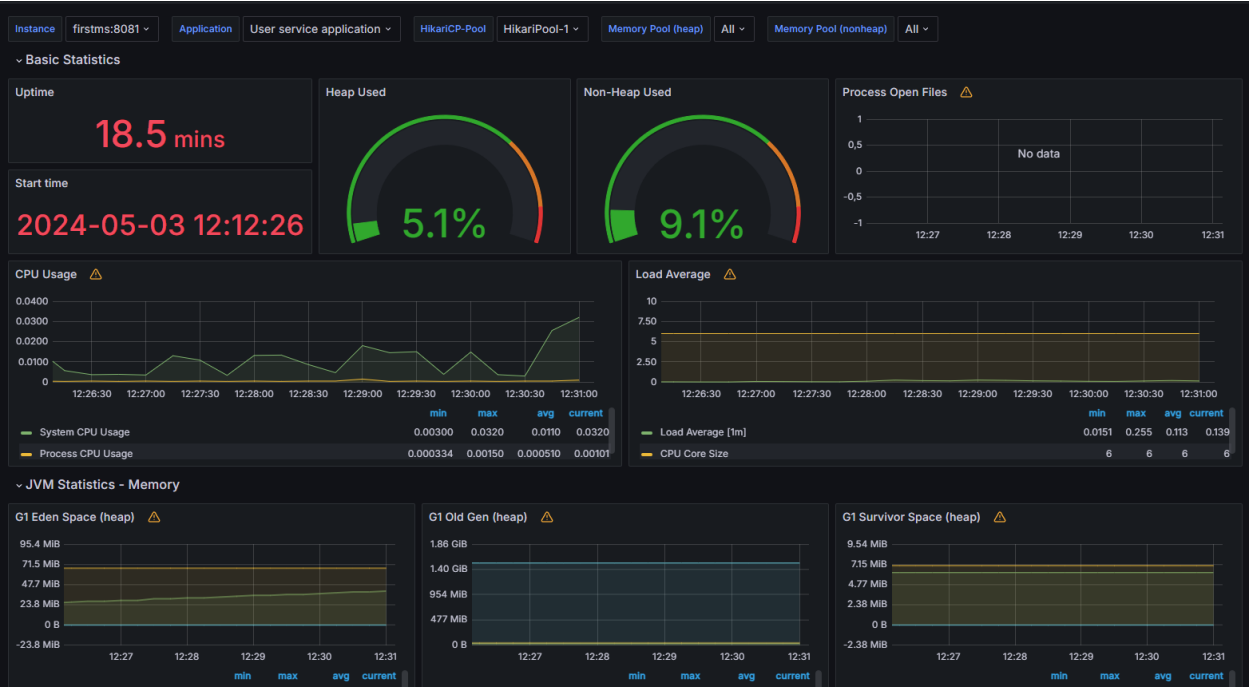 Instance firstms:8081 Application User service application HikariCP-Pool HikariPool-1 Memory Pool (heap) All Memory Pool (nonheap) All
Basic Statistics
Uptime
18.5 mins
Start time
2024-05-03 12:12:26
Heap Used
5.1%
Non-Heap Used
9.1%
Process Open Files
1
0,5
0
-0,5
-1
No data
12:27 12:28 12:29 12:30 12:31
CPU Usage
0.0400
0.0300
0.0200
0.0100
0
12:26:30 12:27:00 12:27:30 12:28:00 12:28:30 12:29:00 12:29:30 12:30:00 12:30:30 12:31:00
min max avg current
System CPU Usage 0.00300 0.0320 0.0110 0.0320
Process CPU Usage 0.000334 0.00150 0.000510 0.00101
Load Average
10
7.50
5
2.50
0
12:26:30 12:27:00 12:27:30 12:28:00 12:28:30 12:29:00 12:29:30 12:30:00 12:30:30 12:31:00
min max avg current
Load Average [1m] 0.0151 0.255 0.113 0.139
CPU Core Size 6 6 6 6
JVM Statistics - Memory
G1 Eden Space (heap)
95.4 MiB
71.5 MiB
47.7 MiB
23.8 MiB
0 B
-23.8 MiB
12:27 12:28 12:29 12:30 12:31
min max avg current
G1 Old Gen (heap)
1.86 GiB
1.40 GiB
954 MiB
477 MiB
0 B
12:27 12:28 12:29 12:30 12:31
min max avg current
G1 Survivor Space (heap)
9.54 MiB
7.15 MiB
4.77 MiB
2.38 MiB
0 B
-2.38 MiB
12:27 12:28 12:29 12:30 12:31
min max avg current